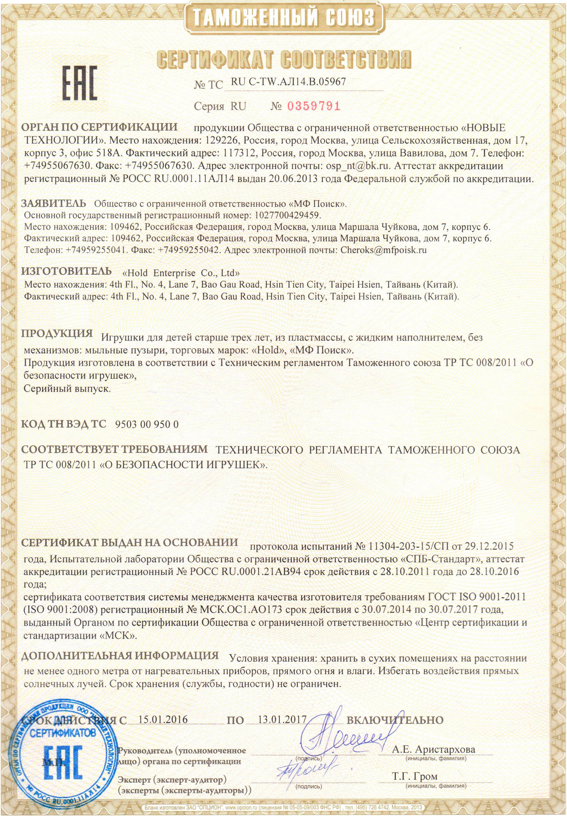 ТАМОЖЕННЫЙ СОЮЗ
СЕРТИФИКАТ СООТВЕТСТВИЯ
ЕАС
№ ТС RU C-TW.АЛ14.В.05967
Серия RU № 0359791
ОРГАН ПО СЕРТИФИКАЦИИ продукции Общества с ограниченной ответственностью «НОВЫЕ
ТЕХНОЛОГИИ». Место нахождения: 129226, Россия, город Москва, улица Сельскохозяйственная, дом 17,
корпус 3, офис 518А. Фактический адрес: 117312, Россия, город Москва, улица Вавилова, дом 7. Телефон:
+74955067630. Факс: +74955067630. Адрес электронной почты: osp_nt@bk.ru. Аттестат аккредитации
регистрационный № РОСС RU.0001.11АЛ14 выдан 20.06.2013 года Федеральной службой по аккредитации.
ЗАЯВИТЕЛЬ Общество с ограниченной ответственностью «МФ Поиск».
Основной государственный регистрационный номер: 1027700429459.
Место нахождения: 109462, Российская Федерация, город Москва, улица Маршала Чуйкова, дом 7, корпус 6.
Фактический адрес: 109462, Российская Федерация, город Москва, улица Маршала Чуйкова, дом 7, корпус 6.
Телефон: +74959255041. Факс: +74959255042. Адрес электронной почты: Cheroks@mfpoisk.ru
ИЗГОТОВИТЕЛЬ «Hold Enterprise Co., Ltd»
Место нахождения: 4th Fl., No. 4, Lane 7, Bao Gau Road, Hsin Tien City, Taipei Hsien, Тайвань (Китай).
Фактический адрес: 4th Fl., No. 4, Lane 7, Bao Gau Road, Hsin Tien City, Taipei Hsien, Тайвань (Китай).
ПРОДУКЦИЯ Игрушки для детей старше трех лет, из пластмассы, с жидким наполнителем, без
механизмов: мыльные пузыри, торговых марок: «Hold», «МФ Поиск».
Продукция изготовлена в соответствии с Техническим регламентом Таможенного союза ТР ТС 008/2011 «О
безопасности игрушек»,
Серийный выпуск.
КОД ТН ВЭД ТС 9503 00 950 0
СООТВЕТСТВУЕТ ТРЕБОВАНИЯМ ТЕХНИЧЕСКОГО РЕГЛАМЕНТА ТАМОЖЕННОГО СОЮЗА
ТР ТС 008/2011 «О БЕЗОПАСНОСТИ ИГРУШЕК».
СЕРТИФИКАТ ВЫДАН НА ОСНОВАНИИ протокола испытаний № 11304-203-15/СП от 29.12.2015
года, Испытательной лаборатории Общества с ограниченной ответственностью «СПБ-Стандарт», аттестат
аккредитации регистрационный № РОСС RU.0001.21АВ94 срок действия с 28.10.2011 года до 28.10.2016
года;
сертификата соответствия системы менеджмента качества изготовителя требованиям ГОСТ ISO 9001-2011
(ISO 9001:2008) регистрационный № МСК.ОС1.АО173 срок действия с 30.07.2014 по 30.07.2017 года,
выданный Органом по сертификации Общества с ограниченной ответственностью «Центр сертификации и
стандартизации «МСК».
ДОПОЛНИТЕЛЬНАЯ ИНФОРМАЦИЯ Условия хранения: хранить в сухих помещениях на расстоянии
не менее одного метра от нагревательных приборов, прямого огня и влаги. Избегать воздействия прямых
солнечных лучей. Срок хранения (службы, годности) не ограничен.
СРОК ДЕЙСТВИЯ С 15.01.2016 ПО 13.01.2017 ВКЛЮЧИТЕЛЬНО
ДЛЯ
СЕРТИФИКАТОВ
ЕАС
РОСС RU.0001.11АЛ14
Руководитель (уполномоченное
лицо) органа по сертификации
(подпись)
А.Е. Аристархова
(инициалы, фамилия)
Эксперт (эксперт-аудитор)
(эксперты (эксперты-аудиторы))
(подпись)
Т.Г. Гром
(инициалы, фамилия)